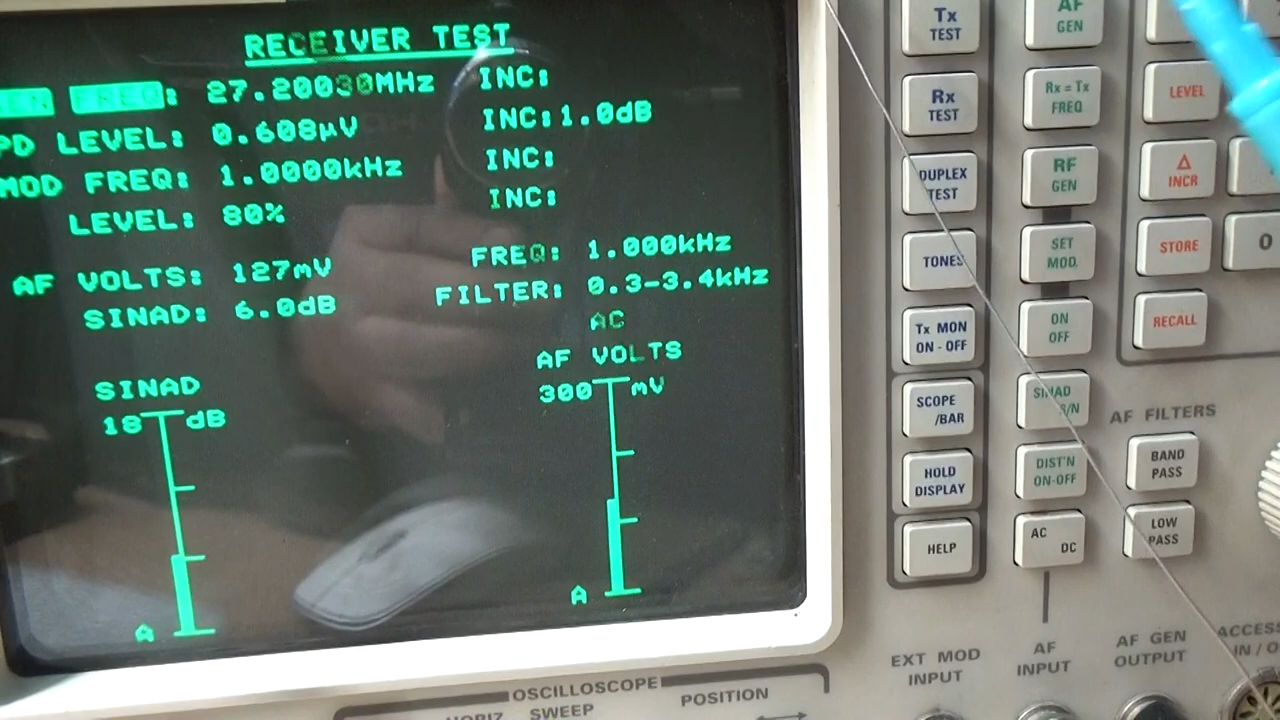 RECEIVER TEST
GEN FREQ: 27.20030MHz INC:
PD LEVEL: 0.608µV INC:1.0dB
MOD FREQ: 1.0000kHz INC:
LEVEL: 80% INC:
AF VOLTS: 127mV FREQ: 1.000kHz
SINAD: 6.0dB FILTER: 0.3-3.4kHz
AC
SINAD
18 dB
A
AF VOLTS
300 mV
A
Tx
TEST
AF
GEN
Rx
TEST
Rx = Tx
FREQ
LEVEL
DUPLEX
TEST
RF
GEN
Δ
INCR
TONES
SET
MOD.
STORE
0
Tx MON
ON - OFF
ON
OFF
RECALL
SCOPE
/BAR
SINAD
S/N
AF FILTERS
HOLD
DISPLAY
DIST'N
ON-OFF
BAND
PASS
HELP
AC
DC
LOW
PASS
EXT MOD
INPUT
AF
INPUT
AF GEN
OUTPUT
OSCILLOSCOPE
HORIZ
SWEEP
POSITION